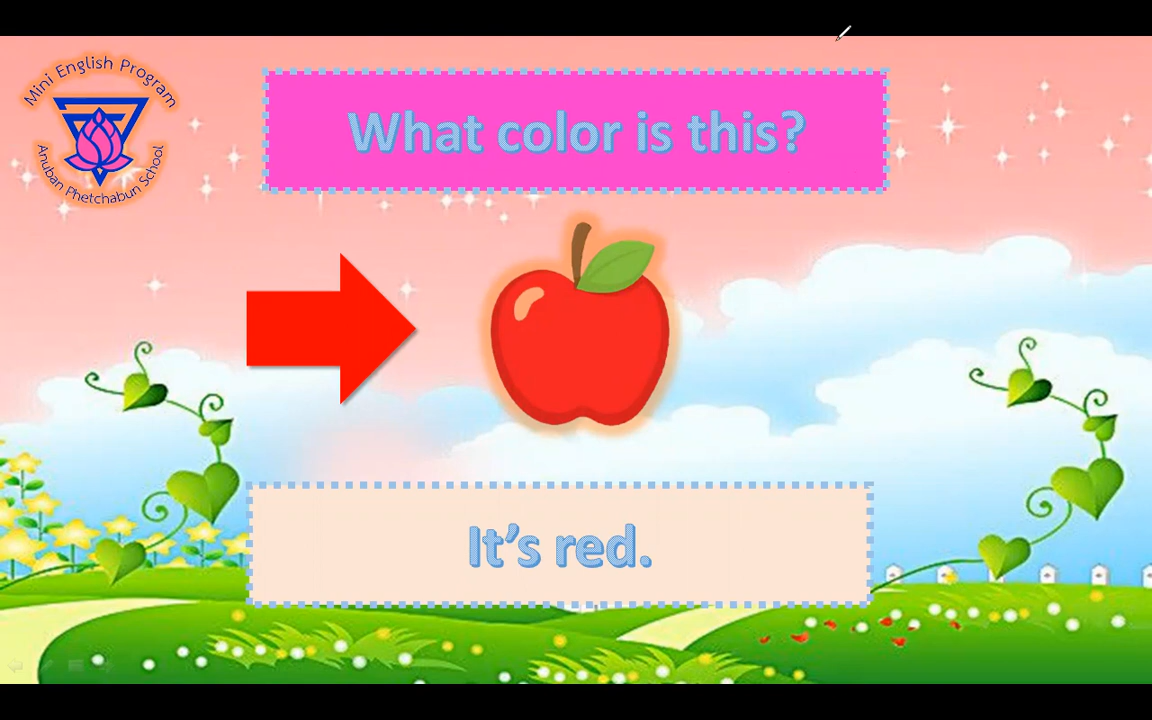 Mini English Program
Anuban Phetchabun School
What color is this?
It's red.